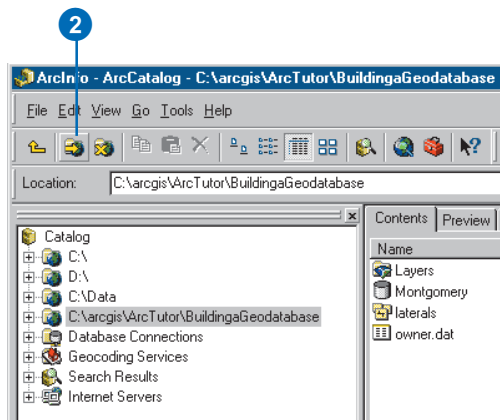 2
ArcInfo - ArcCatalog - C:\arcgis\ArcTutor\BuildingaGeodatabase
File Edit View Go Tools Help
Location: C:\arcgis\ArcTutor\BuildingaGeodatabase
Catalog
C:\
D:\
C:\Data
C:\arcgis\ArcTutor\BuildingaGeodatabase
Database Connections
Geocoding Services
Search Results
Internet Servers
Contents Preview
Name
Layers
Montgomery
laterals
owner.dat